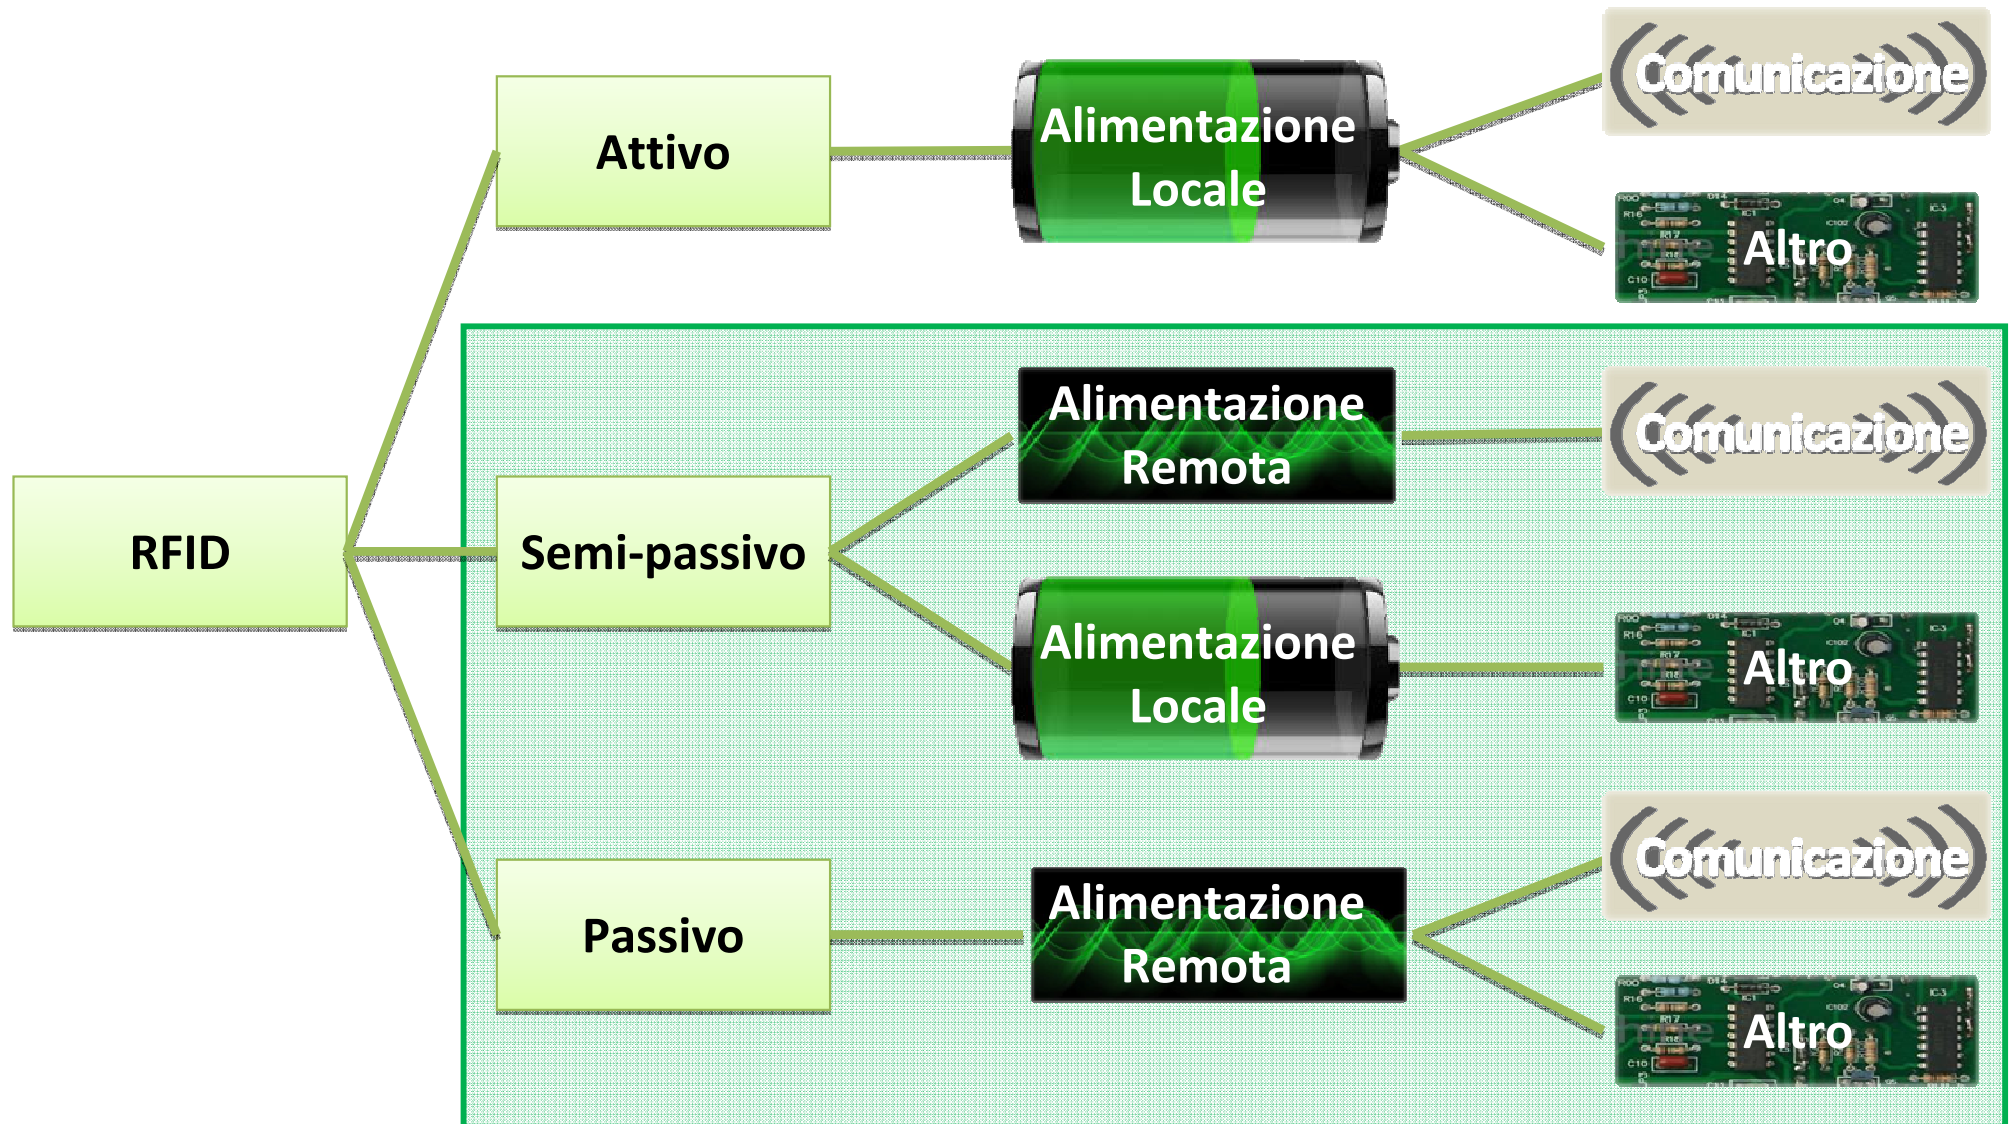 Comunicazione
Attivo
Alimentazione
Locale
Altro
Alimentazione
Remota
Comunicazione
RFID
Semi-passivo
Alimentazione
Locale
Altro
Comunicazione
Passivo
Alimentazione
Remota
Altro